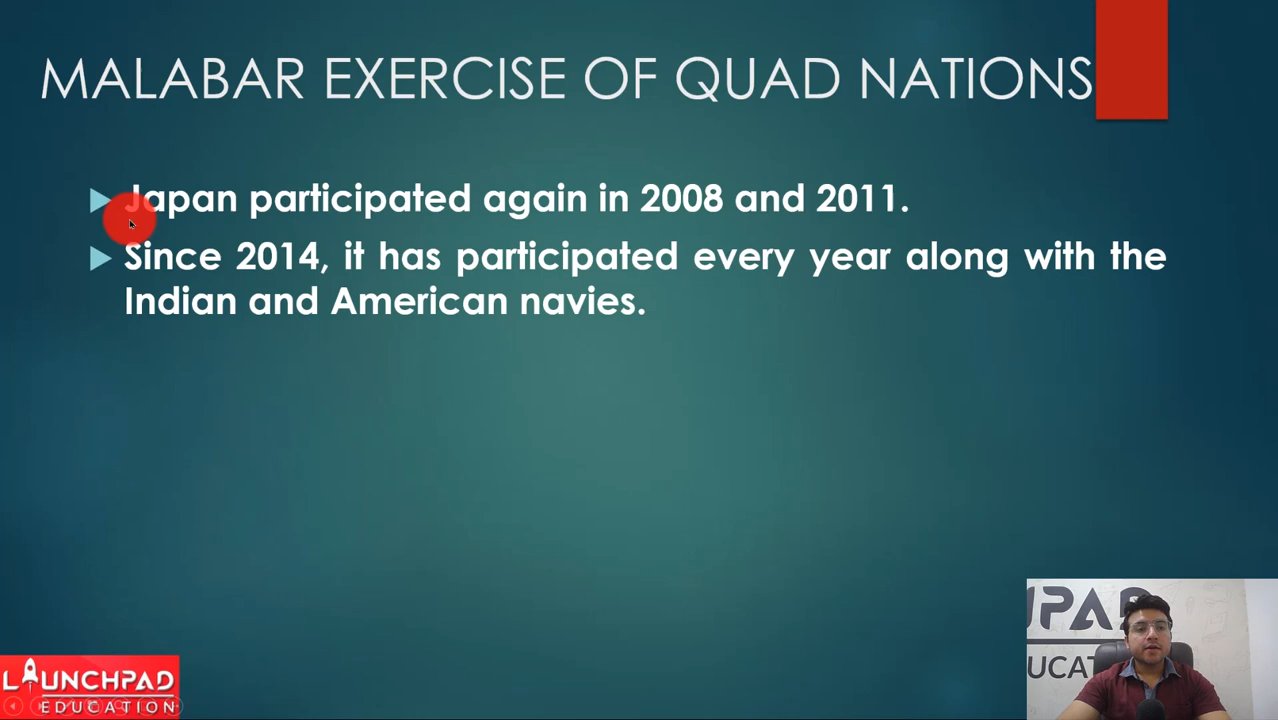 MALABAR EXERCISE OF QUAD NATIONS
Japan participated again in 2008 and 2011.
Since 2014, it has participated every year along with the
Indian and American navies.
LAUNCHPAD
EDUCATION